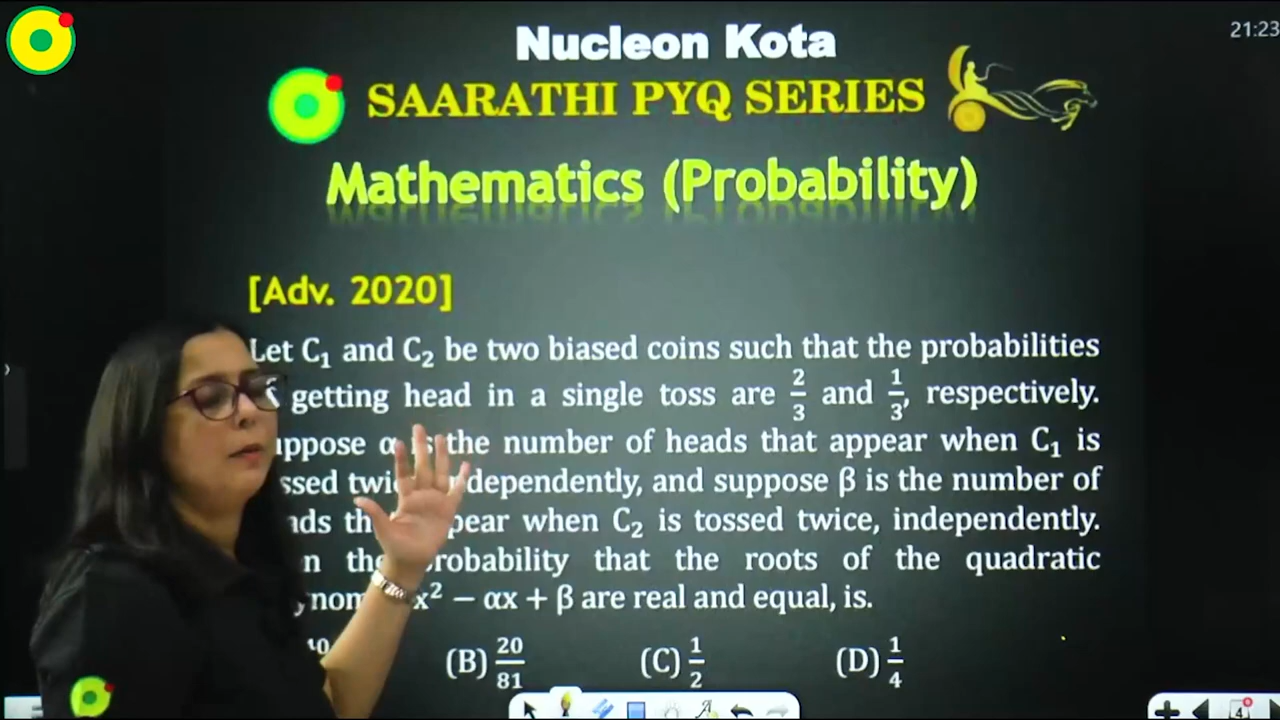 Nucleon Kota
21:23
SAARATHI PYQ SERIES
Mathematics (Probability)
[Adv. 2020]
Let C₁ and C₂ be two biased coins such that the probabilities
getting head in a single toss are 2/3 and 1/3, respectively.
α is the number of heads that appear when C₁ is
dependently, and suppose β is the number of
when C₂ is tossed twice, independently.
probability that the roots of the quadratic
x² − αx + β are real and equal, is.
(B) 20/81 (C) 1/2 (D) 1/4
4